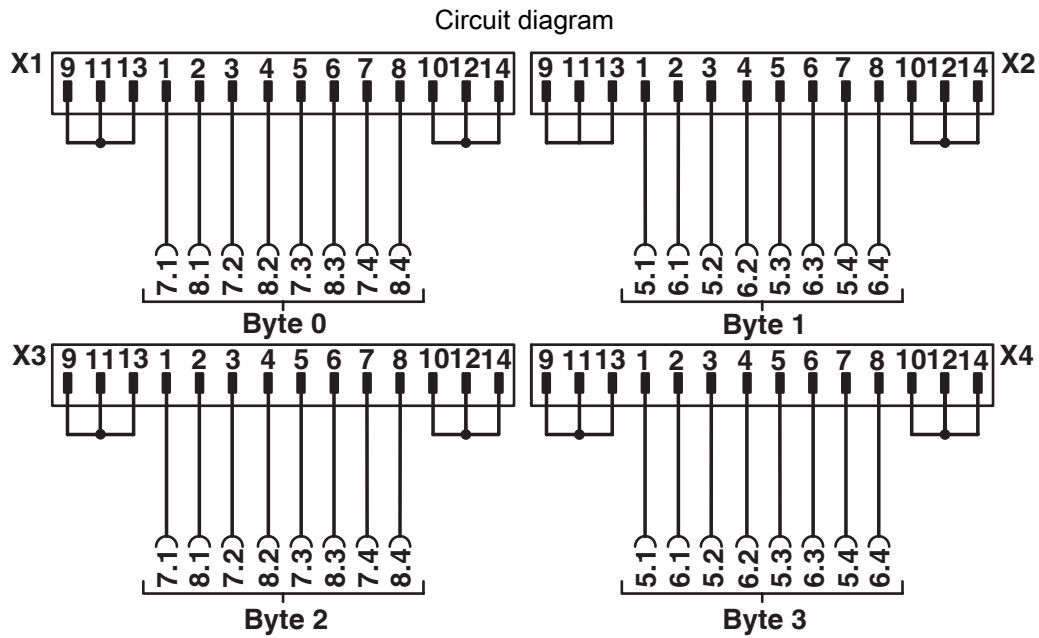 Circuit diagram
X1 9 11 13 1 2 3 4 5 6 7 8 10 12 14
9 11 13 1 2 3 4 5 6 7 8 10 12 14 X2
7.1 8.1 7.2 8.2 7.3 8.3 7.4 8.4
5.1 6.1 5.2 6.2 5.3 6.3 5.4 6.4
Byte 0
Byte 1
X3 9 11 13 1 2 3 4 5 6 7 8 10 12 14
9 11 13 1 2 3 4 5 6 7 8 10 12 14 X4
7.1 8.1 7.2 8.2 7.3 8.3 7.4 8.4
5.1 6.1 5.2 6.2 5.3 6.3 5.4 6.4
Byte 2
Byte 3